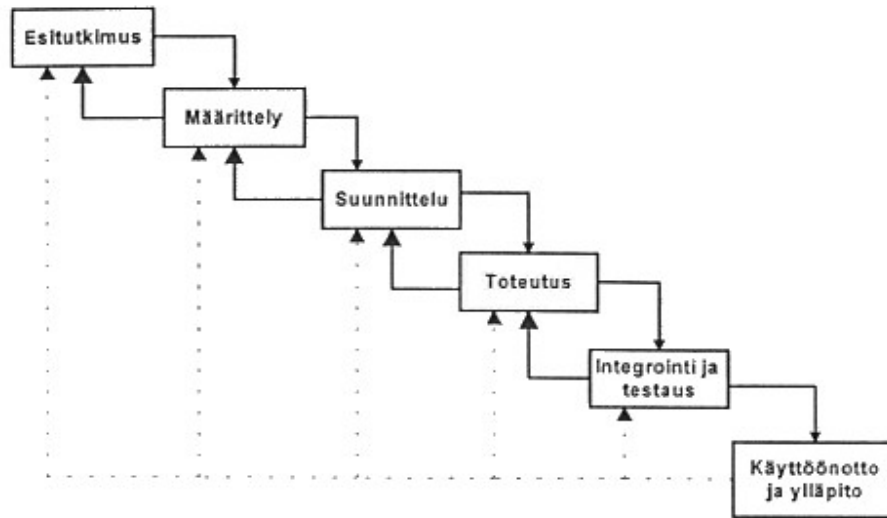 Esitutkimus
Määrittely
Suunnittelu
Toteutus
Integrointi ja
testaus
Käyttöönotto
ja ylläpito